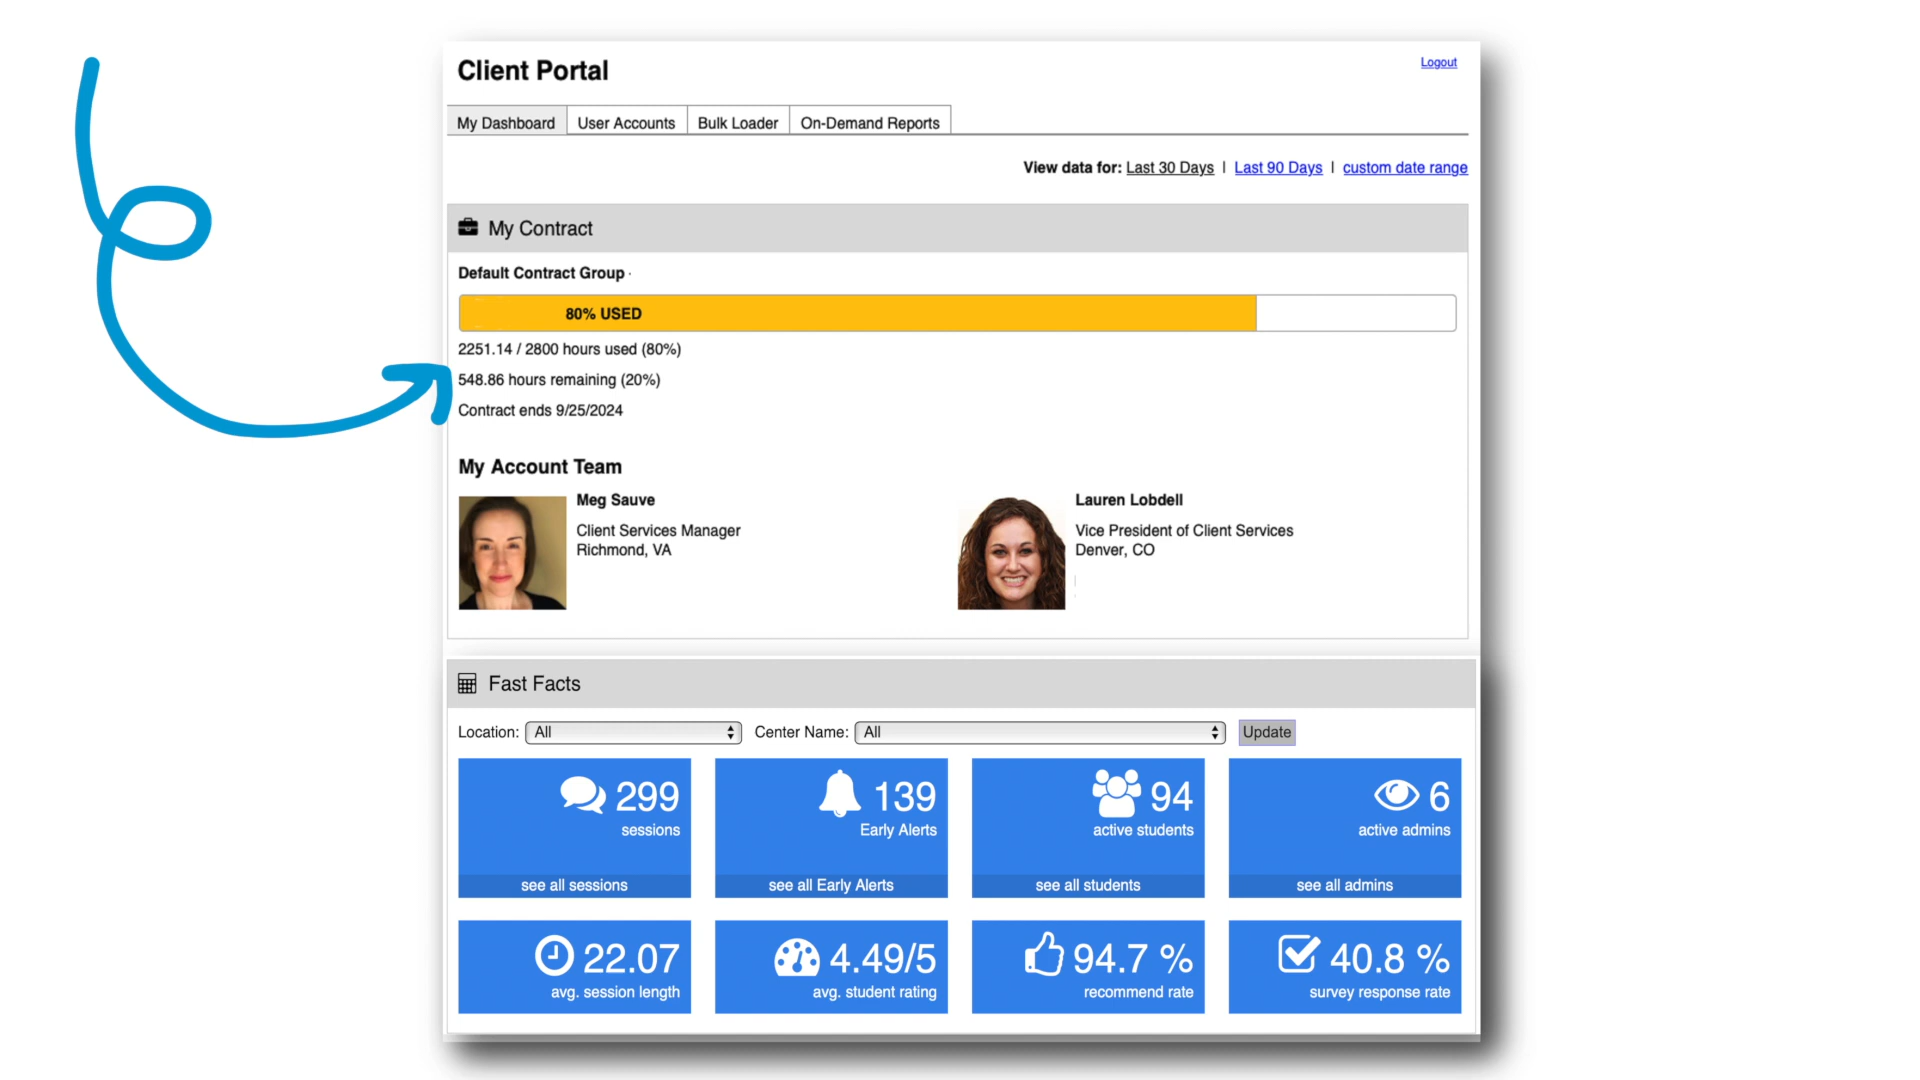 Client Portal
Logout
My Dashboard
User Accounts
Bulk Loader
On-Demand Reports
View data for: Last 30 Days | Last 90 Days | custom date range
My Contract
Default Contract Group
80% USED
2251.14 / 2800 hours used (80%)
548.86 hours remaining (20%)
Contract ends 9/25/2024
My Account Team
Meg Sauve
Client Services Manager
Richmond, VA
Lauren Lobdell
Vice President of Client Services
Denver, CO
Fast Facts
Location: All Center Name: All Update
299
sessions
see all sessions
139
Early Alerts
see all Early Alerts
94
active students
see all students
6
active admins
see all admins
22.07
avg. session length
4.49/5
avg. student rating
94.7 %
recommend rate
40.8 %
survey response rate